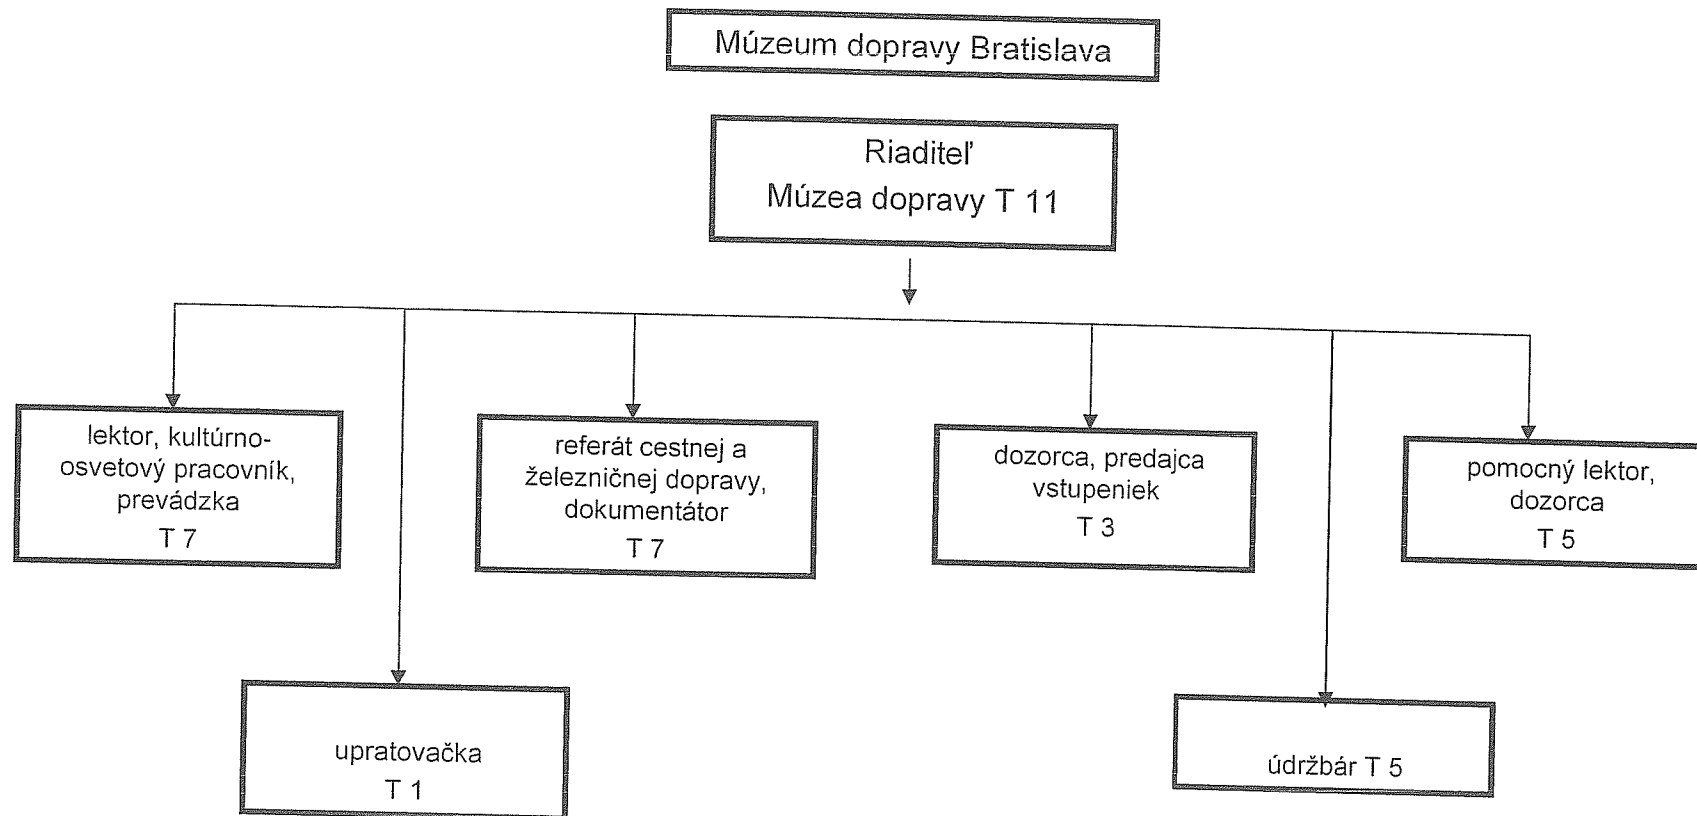 Múzeum dopravy Bratislava
Riaditeľ
Múzea dopravy T 11
lektor, kultúrno-
osvetový pracovník,
prevádzka
T 7
referát cestnej a
železničnej dopravy,
dokumentátor
T 7
dozorca, predajca
vstupeniek
T 3
pomocný lektor,
dozorca
T 5
upratovačka
T 1
údržbár T 5